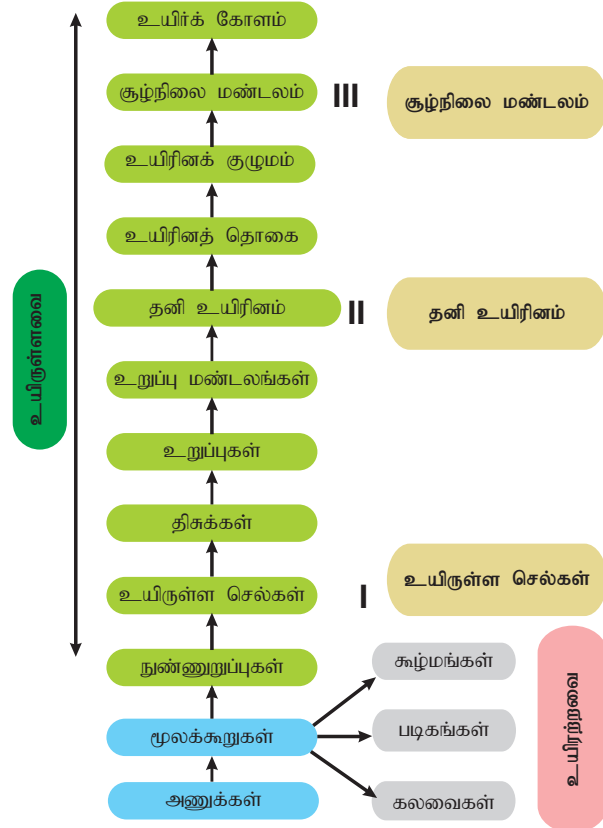 உயிர்க் கோளம்
சூழ்நிலை மண்டலம்
III
சூழ்நிலை மண்டலம்
உயிரினக் குழுமம்
உயிரினத் தொகை
உயிருள்ளவை
தனி உயிரினம்
II
தனி உயிரினம்
உறுப்பு மண்டலங்கள்
உறுப்புகள்
திசுக்கள்
உயிருள்ள செல்கள்
I
உயிருள்ள செல்கள்
நுண்ணுறுப்புகள்
கூழ்மங்கள்
மூலக்கூறுகள்
படிகங்கள்
உயிரற்றவை
அணுக்கள்
கலவைகள்